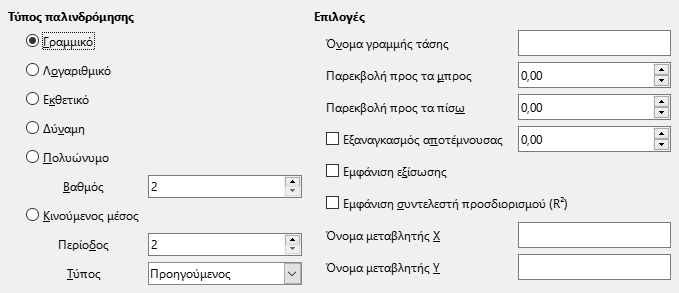 Τύπος παλινδρόμησης
Γραμμικό
Λογαριθμικό
Εκθετικό
Δύναμη
Πολυώνυμο
Βαθμός 2
Κινούμενος μέσος
Περίοδος 2
Τύπος Προηγούμενος
Επιλογές
Όνομα γραμμής τάσης
Παρεκβολή προς τα μπρος 0,00
Παρεκβολή προς τα πίσω 0,00
Εξαναγκασμός αποτέμνουσας 0,00
Εμφάνιση εξίσωσης
Εμφάνιση συντελεστή προσδιορισμού (R²)
Όνομα μεταβλητής X
Όνομα μεταβλητής Y